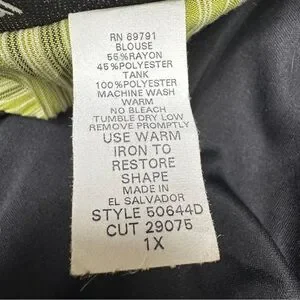 RN 69791
BLOUSE
55%RAYON
45%POLYESTER
TANK
100%POLYESTER
MACHINE WASH
WARM
NO BLEACH
TUMBLE DRY LOW
REMOVE PROMPTLY
USE WARM
IRON TO
RESTORE
SHAPE
MADE IN
EL SALVADOR
STYLE 50644D
CUT 29075
1X